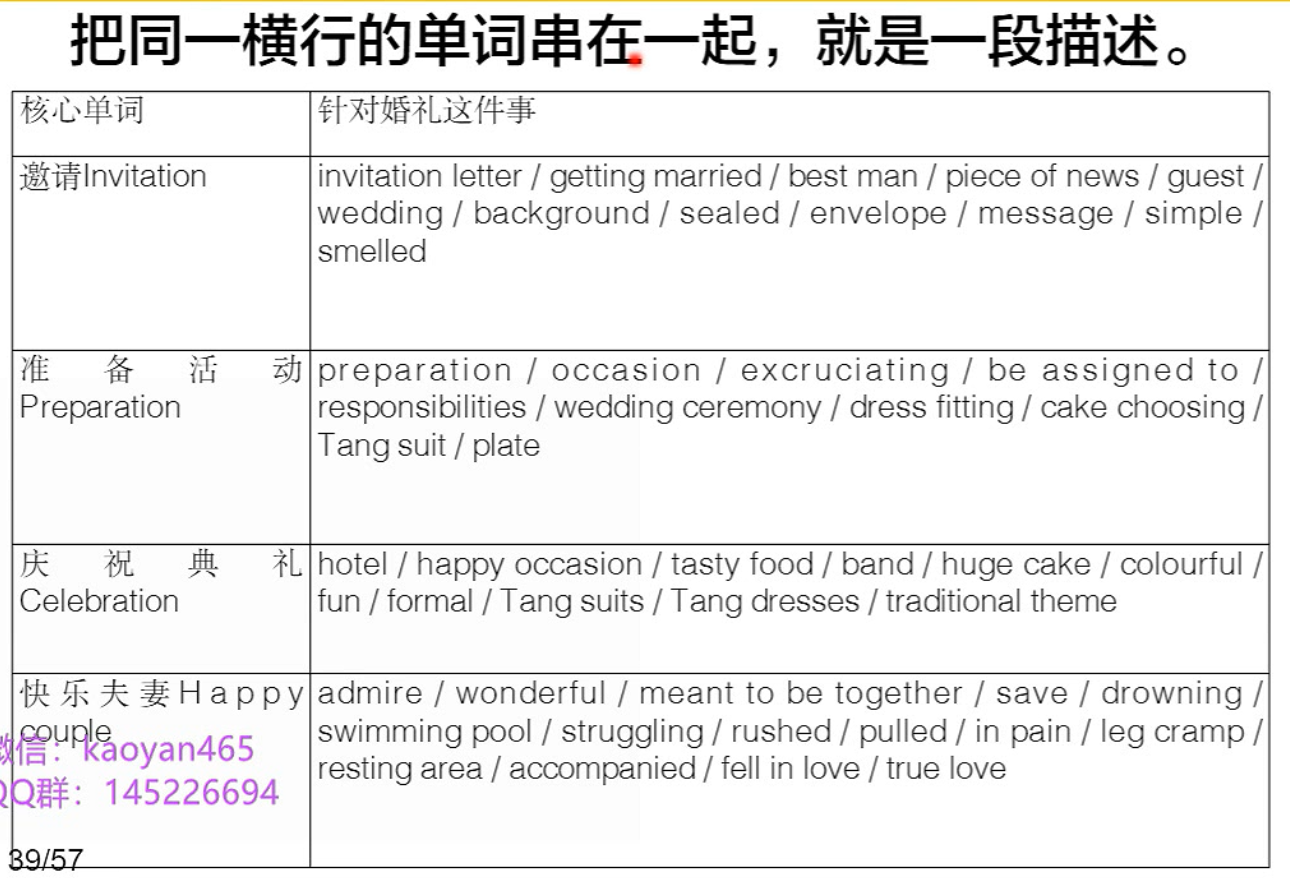 把同一横行的单词串在一起，就是一段描述。
核心单词
针对婚礼这件事
邀请Invitation
invitation letter / getting married / best man / piece of news / guest /
wedding / background / sealed / envelope / message / simple /
smelled
准备活动
Preparation
preparation / occasion / excruciating / be assigned to /
responsibilities / wedding ceremony / dress fitting / cake choosing /
Tang suit / plate
庆祝典礼
Celebration
hotel / happy occasion / tasty food / band / huge cake / colourful /
fun / formal / Tang suits / Tang dresses / traditional theme
快乐夫妻Happy
couple
admire / wonderful / meant to be together / save / drowning /
swimming pool / struggling / rushed / pulled / in pain / leg cramp /
resting area / accompanied / fell in love / true love
微信：kaoyan465
QQ群：145226694
39/57